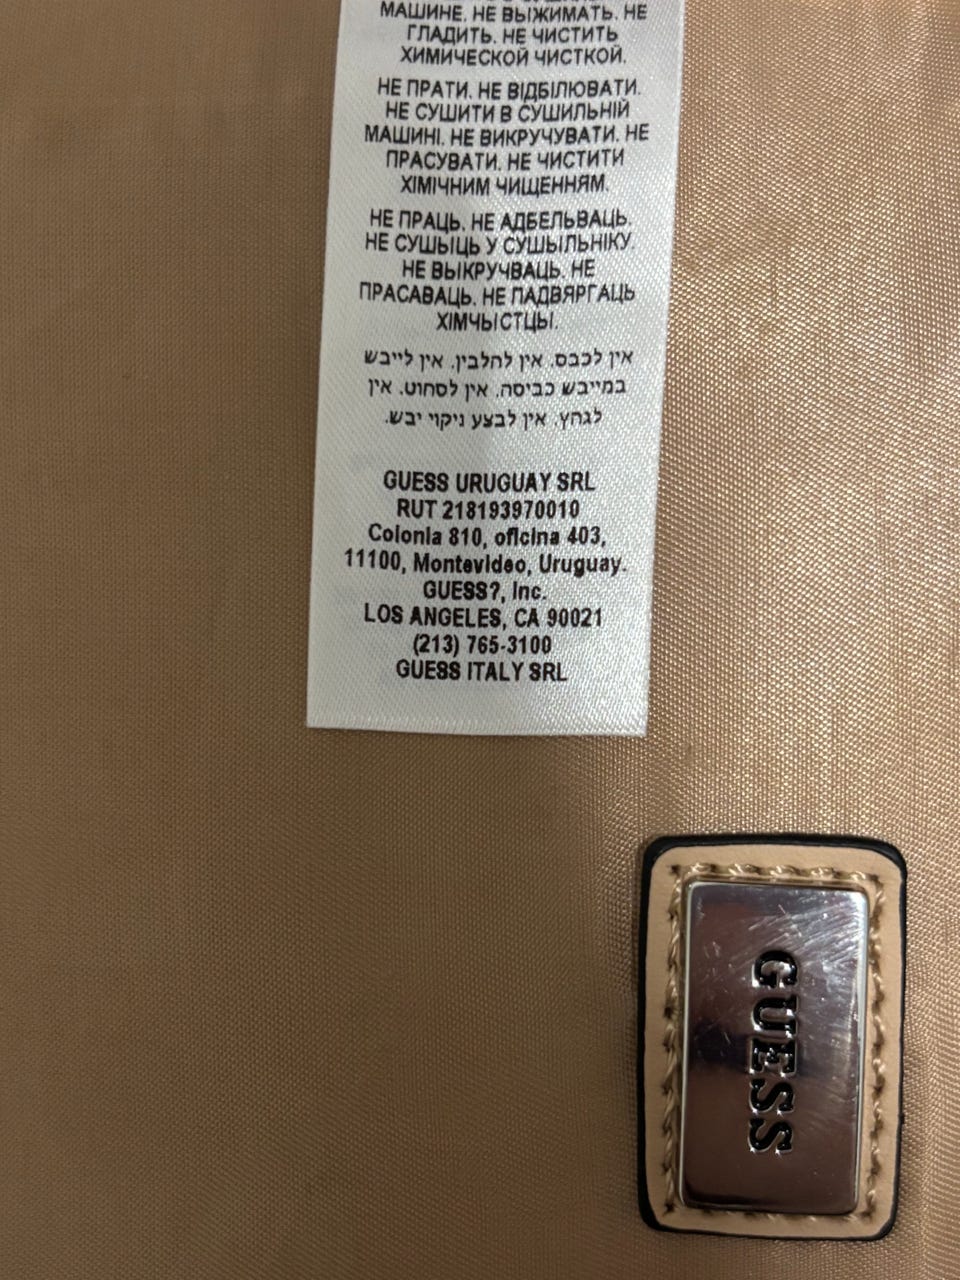 МАШИНЕ. НЕ ВЫЖИМАТЬ. НЕ
ГЛАДИТЬ. НЕ ЧИСТИТЬ
ХИМИЧЕСКОЙ ЧИСТКОЙ.
НЕ ПРАТИ. НЕ ВІДБІЛЮВАТИ.
НЕ СУШИТИ В СУШИЛЬНІЙ
МАШИНІ. НЕ ВИКРУЧУВАТИ. НЕ
ПРАСУВАТИ. НЕ ЧИСТИТИ
ХІМІЧНИМ ЧИЩЕННЯМ.
НЕ ПРАЦЬ. НЕ АДБЕЛЬВАЦЬ.
НЕ СУШЫЦЬ У СУШЫЛЬНІКУ.
НЕ ВЫКРУЧВАЦЬ. НЕ
ПРАСАВАЦЬ. НЕ ПАДВЯРГАЦЬ
ХІМЧЫСТЦЫ.
אין לכבס. אין להלבין. אין לייבש
במייבש כביסה. אין לסחוט. אין
לגהץ. אין לבצע ניקוי יבש.
GUESS URUGUAY SRL
RUT 218193970010
Colonia 810, oficina 403,
11100, Montevideo, Uruguay.
GUESS?, Inc.
LOS ANGELES, CA 90021
(213) 765-3100
GUESS ITALY SRL
GUESS